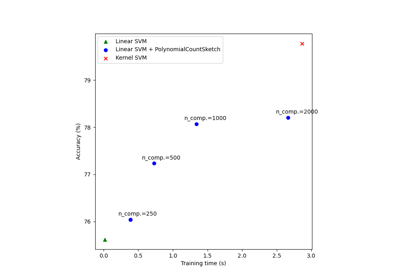 Linear SVM
Linear SVM + PolynomialCountSketch
Kernel SVM
79
78
77
76
Accuracy (%)
n_comp.=2000
n_comp.=1000
n_comp.=500
n_comp.=250
0.0 0.5 1.0 1.5 2.0 2.5 3.0
Training time (s)